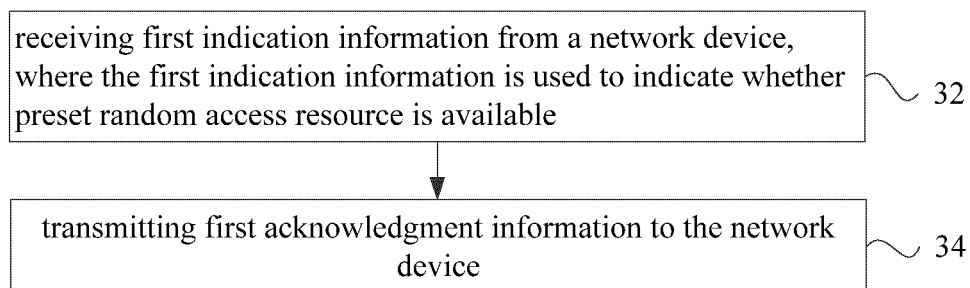 receiving first indication information from a network device,
where the first indication information is used to indicate whether
preset random access resource is available
32
transmitting first acknowledgment information to the network
device
34